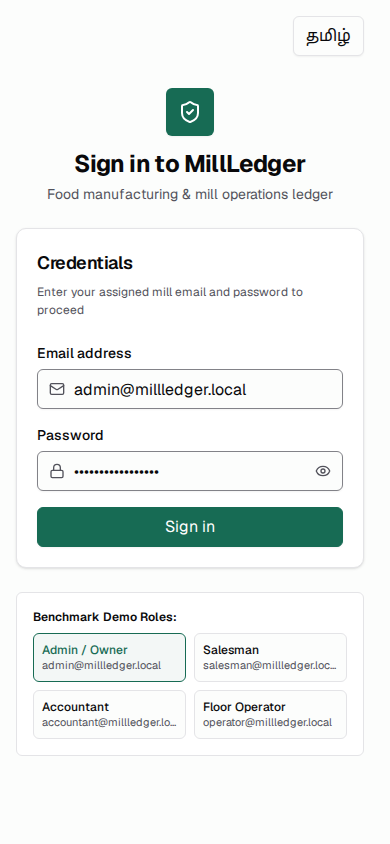 தமிழ்
Sign in to MillLedger
Food manufacturing & mill operations ledger
Credentials
Enter your assigned mill email and password to
proceed
Email address
admin@millledger.local
Password
•••••••••••••••••
Sign in
Benchmark Demo Roles:
Admin / Owner
admin@millledger.local
Salesman
salesman@millledger.loc…
Accountant
accountant@millledger.lo…
Floor Operator
operator@millledger.local